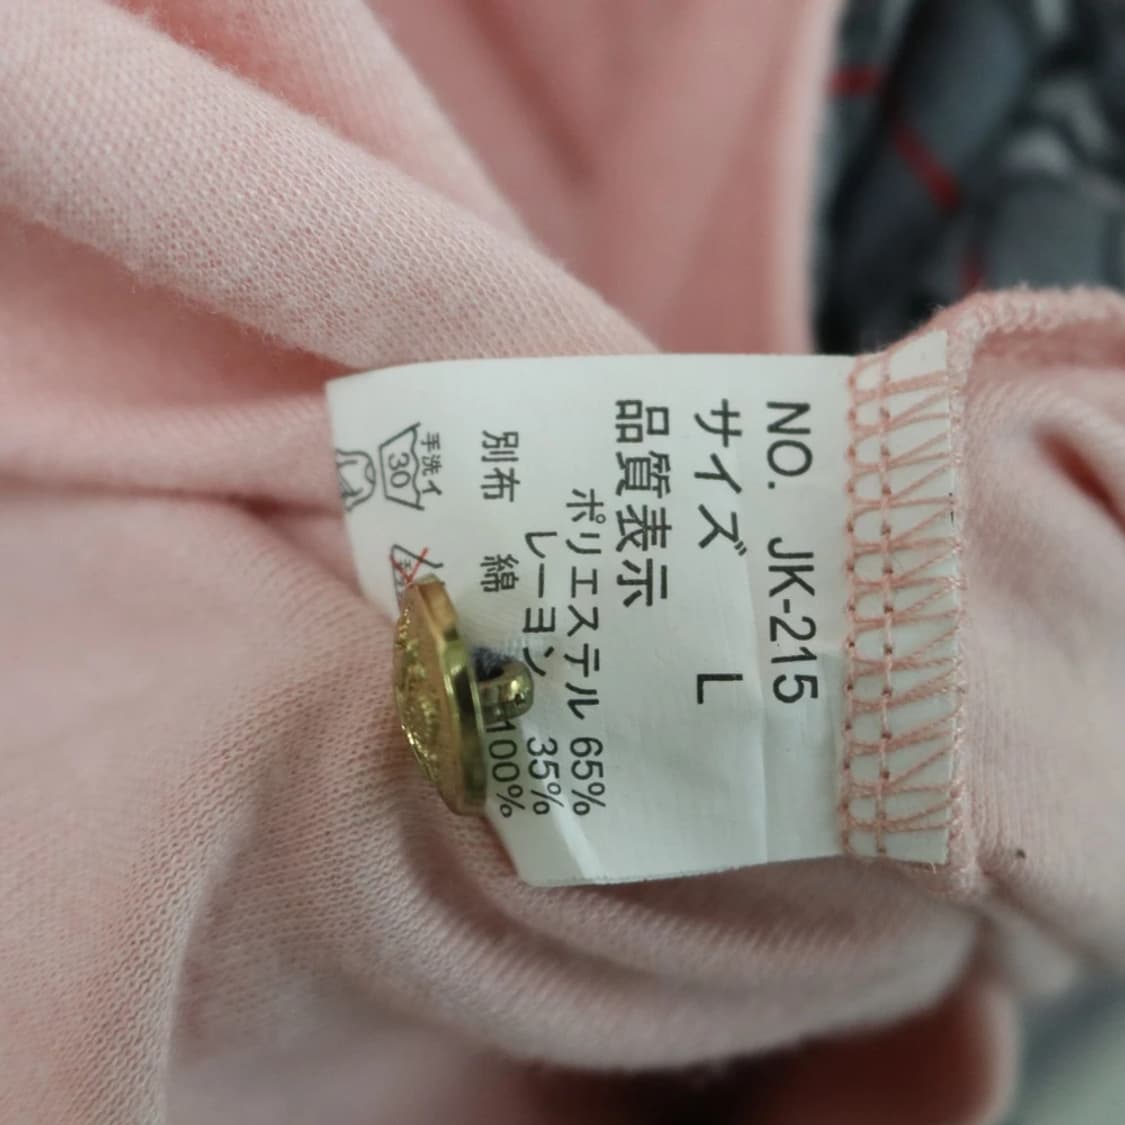 NO. JK-215
サイズ L
品質表示
ポリエステル 65%
レーヨン 35%
別布 綿 100%
手洗イ
30